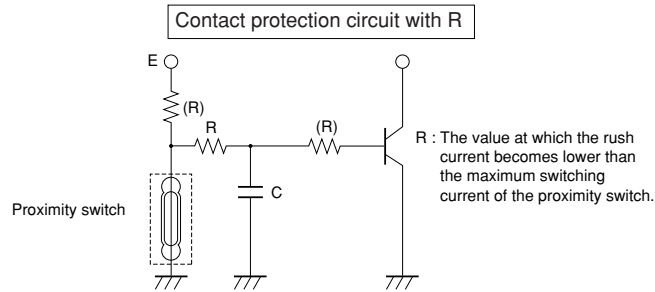 Contact protection circuit with R
E
(R)
R
(R)
C
Proximity switch
R : The value at which the rush
current becomes lower than
the maximum switching
current of the proximity switch.